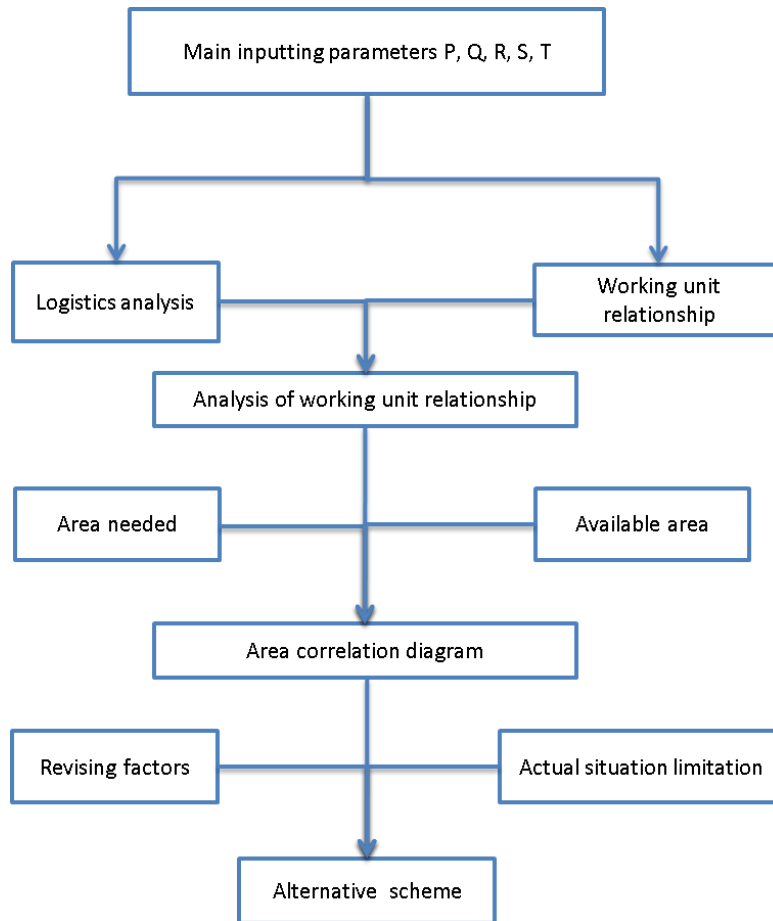 Main inputting parameters P, Q, R, S, T
Logistics analysis
Working unit
relationship
Analysis of working unit relationship
Area needed
Available area
Area correlation diagram
Revising factors
Actual situation limitation
Alternative scheme